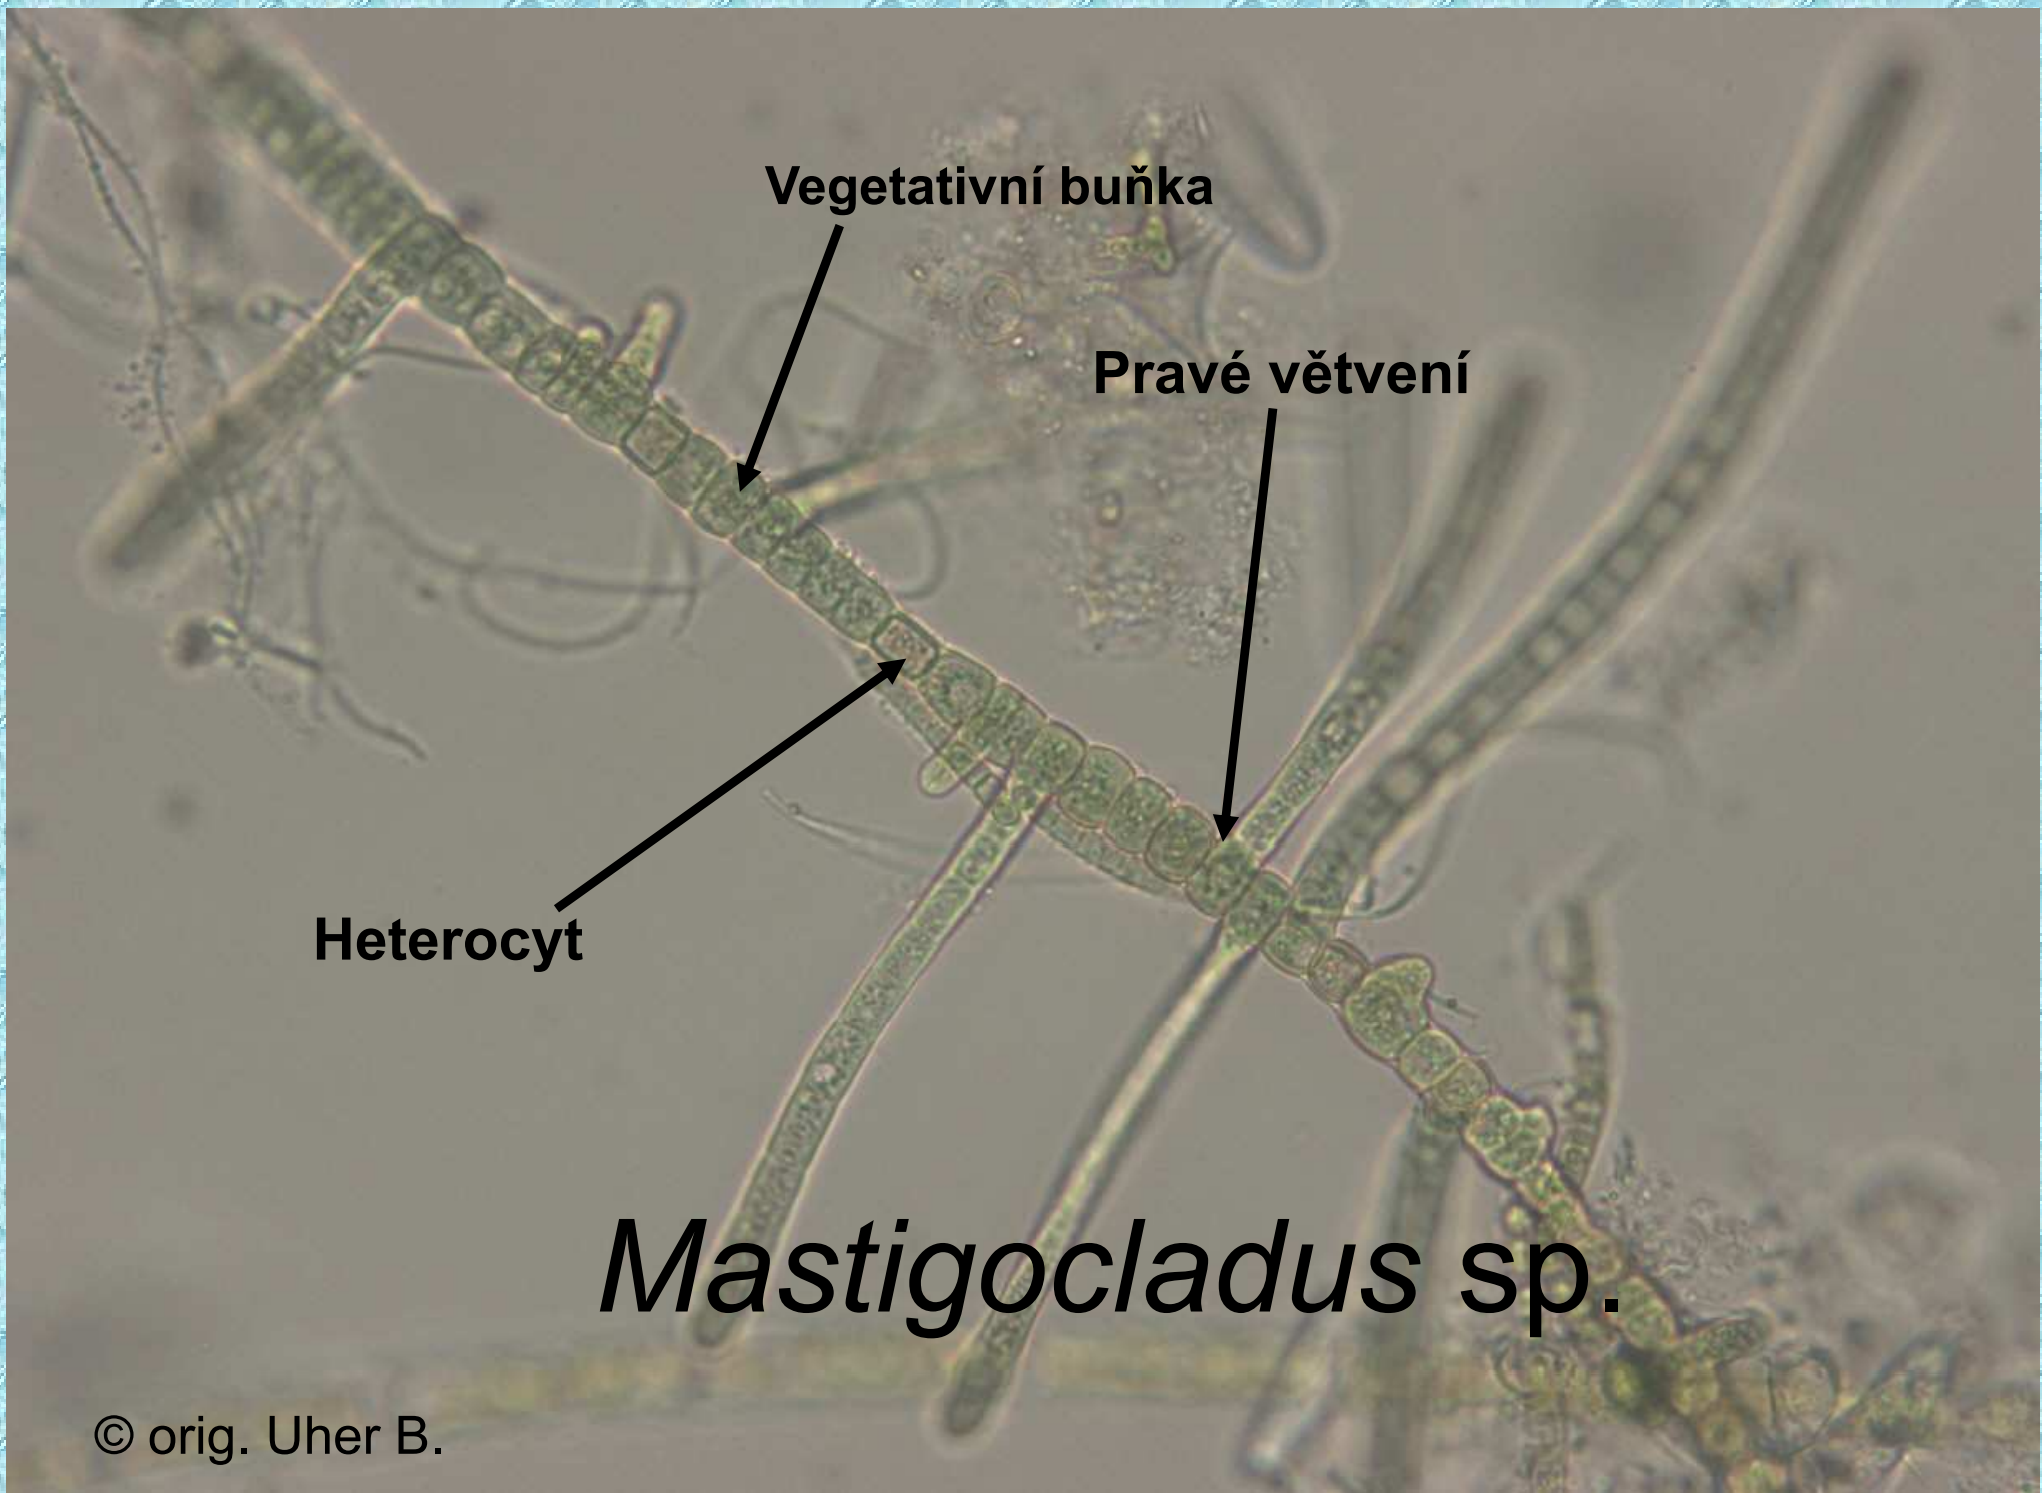 Vegetativní buňka
Pravé větvení
Heterocyt
Mastigocladus sp.
© orig. Uher B.